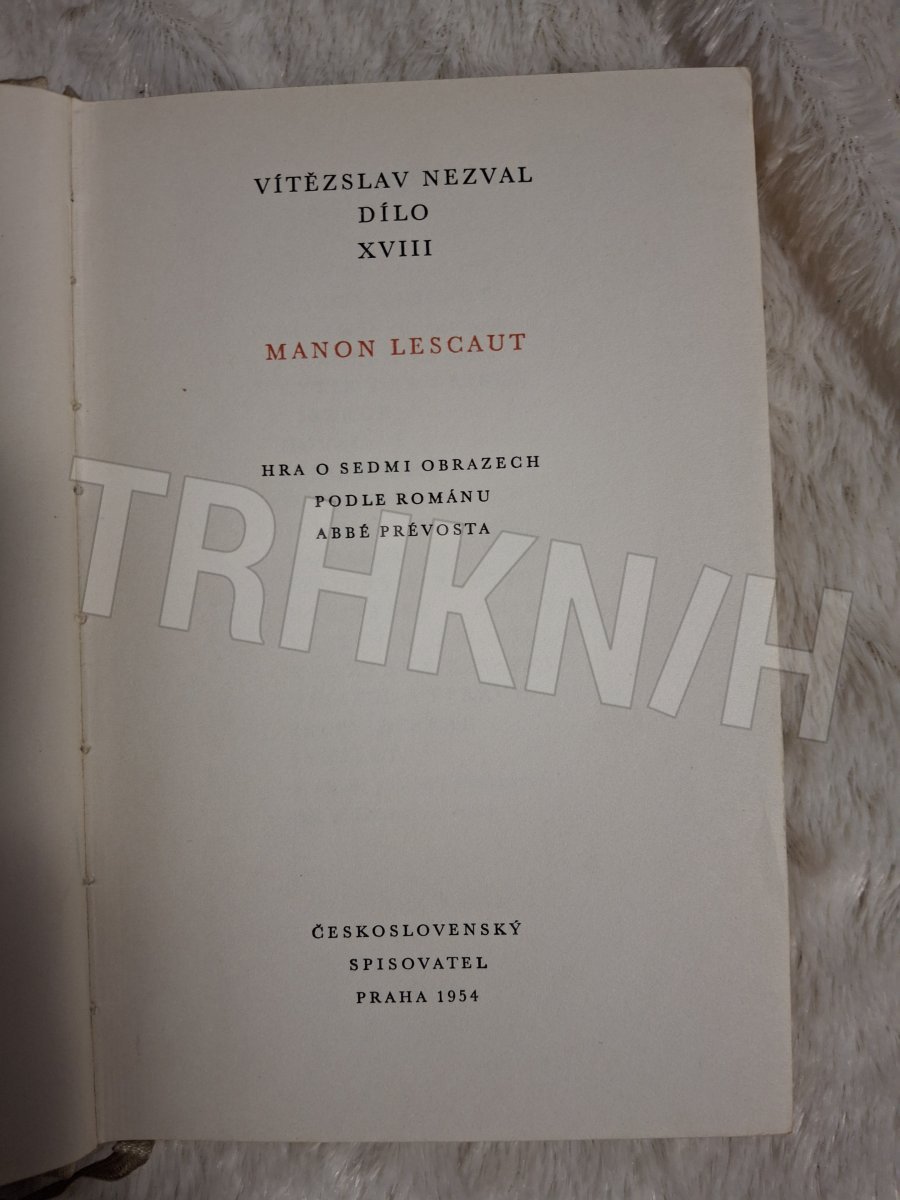 VÍTĚZSLAV NEZVAL
DÍLO
XVIII
MANON LESCAUT
HRA O SEDMI OBRAZECH
PODLE ROMÁNU
ABBÉ PRÉVOSTA
TRHKNIH
ČESKOSLOVENSKÝ
SPISOVATEL
PRAHA 1954